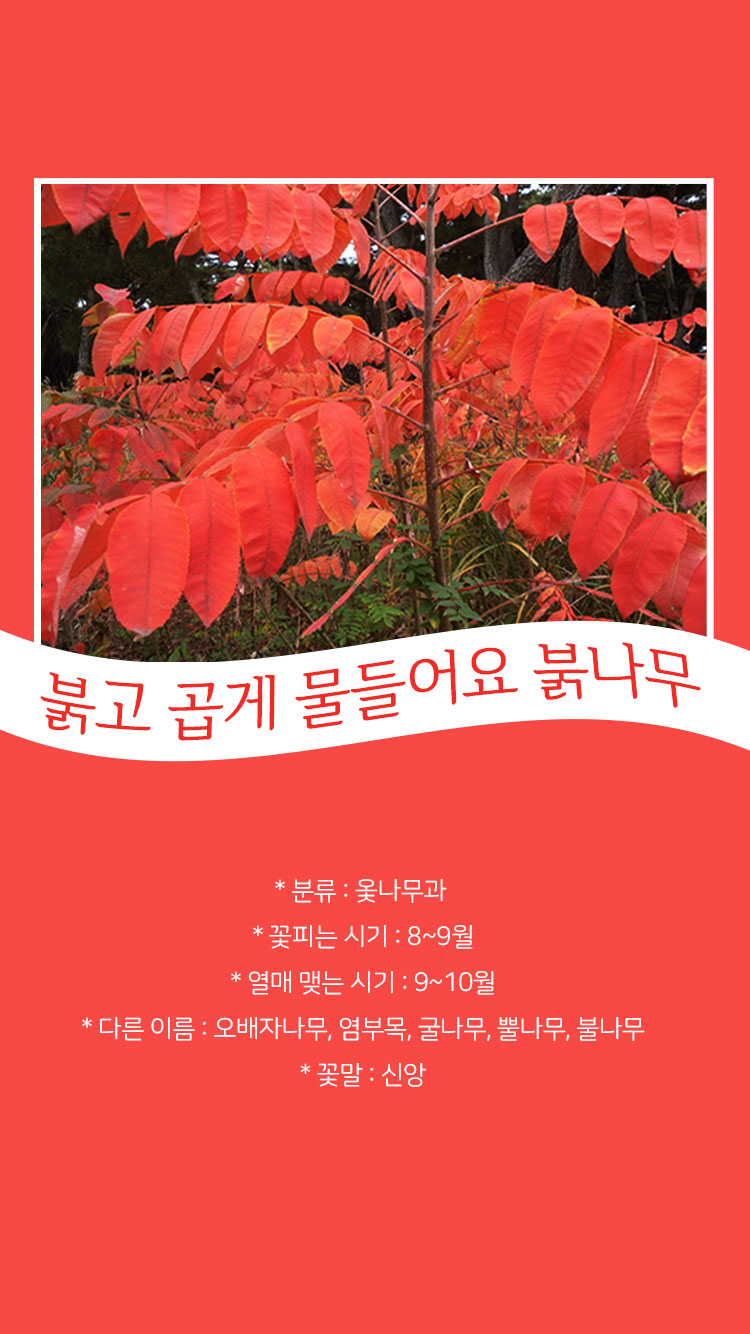 붉고 곱게 물들어요 붉나무
* 분류 : 옻나무과
* 꽃피는 시기 : 8~9월
* 열매 맺는 시기 : 9~10월
* 다른 이름 : 오배자나무, 염부목, 굴나무, 뿔나무, 불나무
* 꽃말 : 신앙